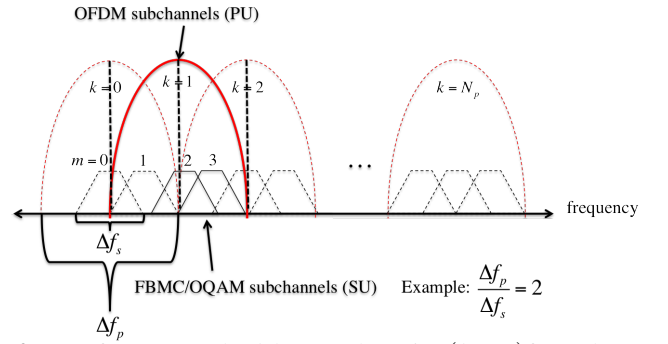 OFDM subchannels (PU)
k = 0
k = 1
k = 2
k = N_p
m = 0
1
2
3
...
frequency
Δf_s
FBMC/OQAM subchannels (SU)
Example: Δf_p / Δf_s = 2
Δf_p